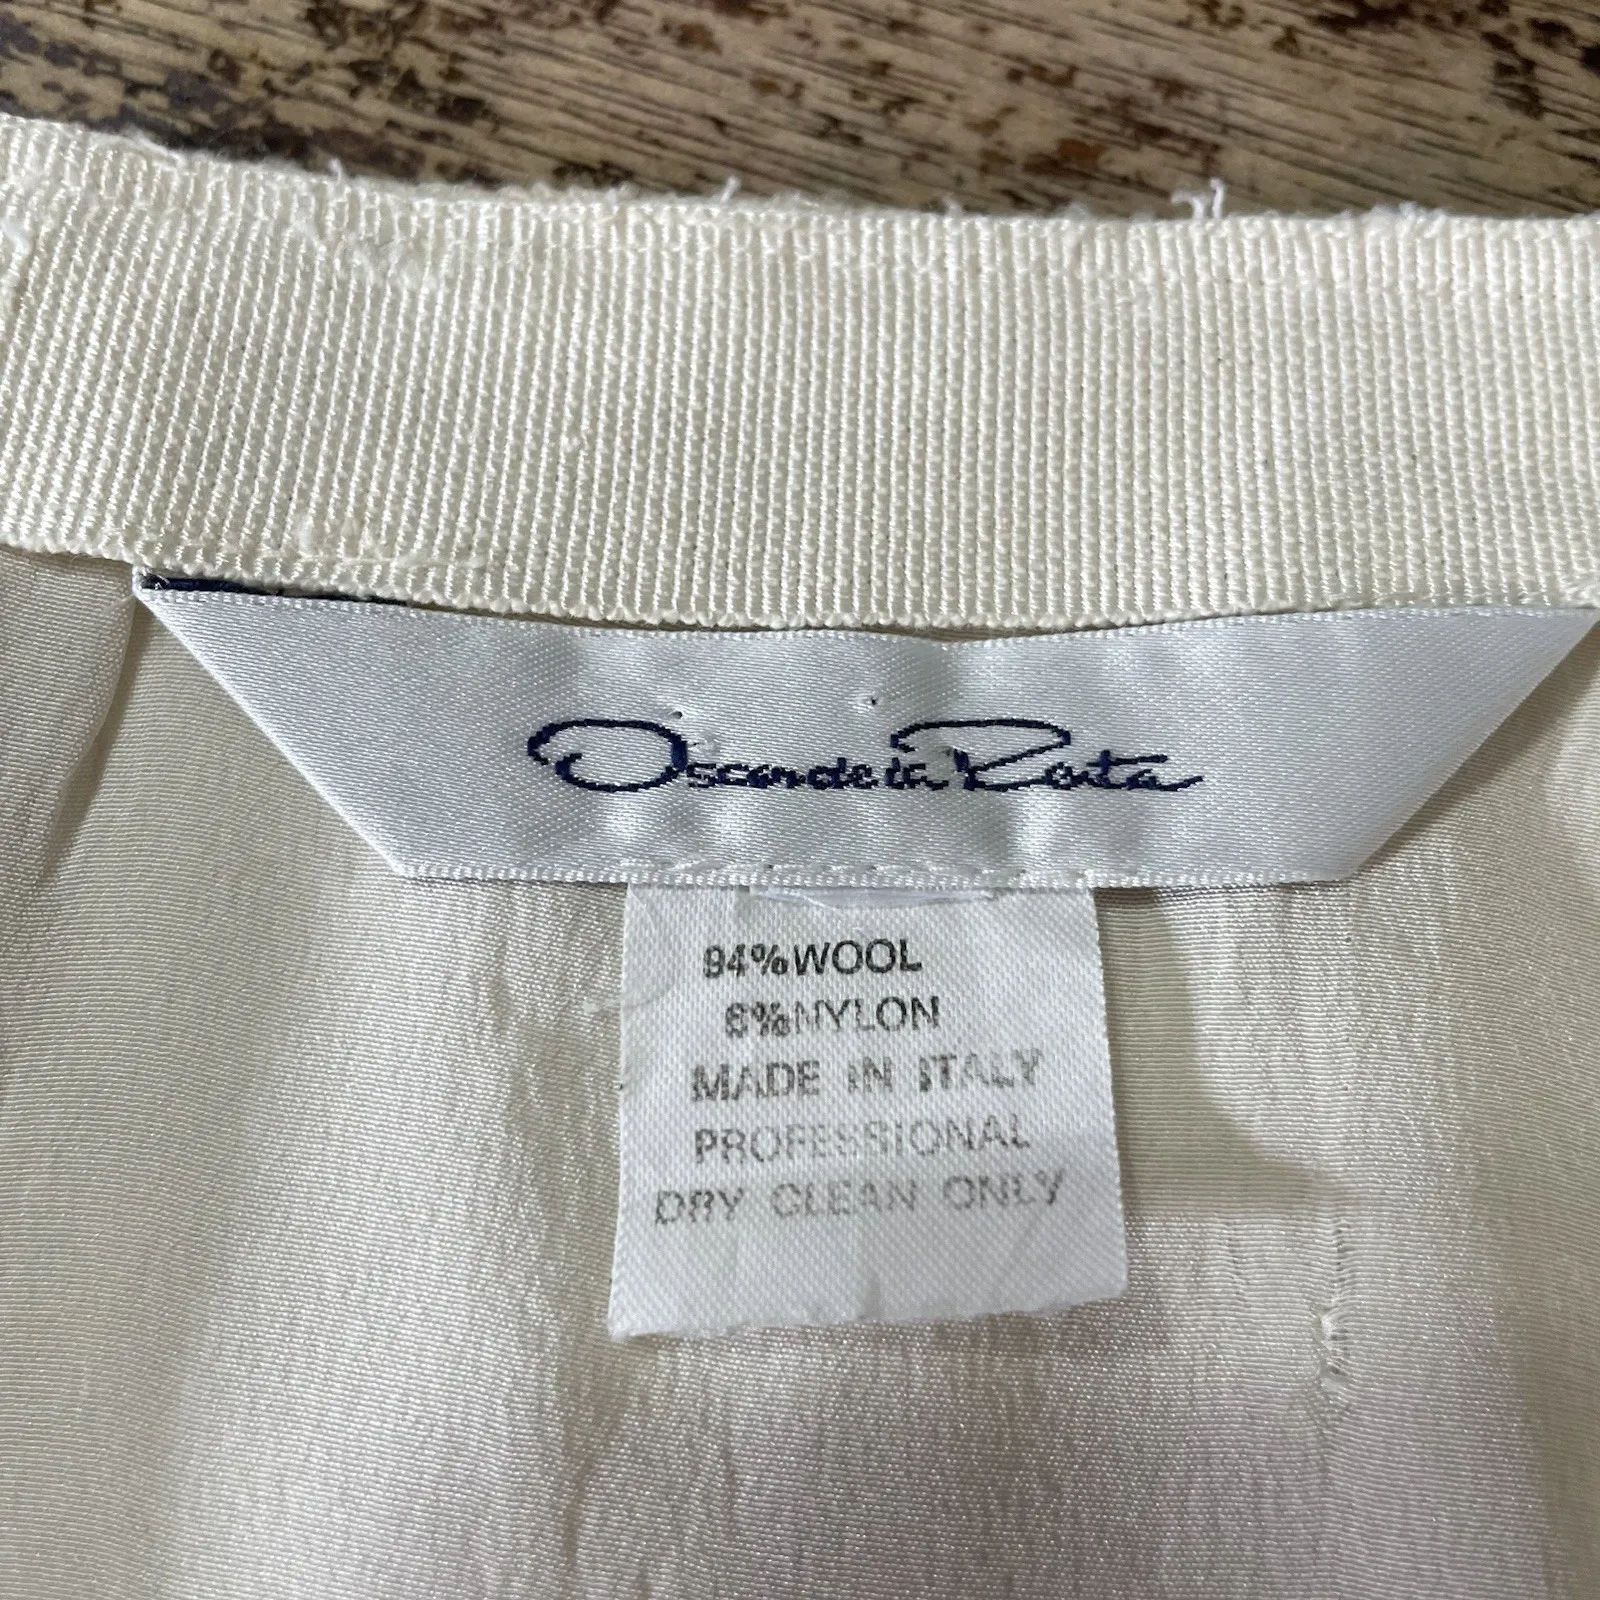 Oscar de la Renta
94%WOOL
6%NYLON
MADE IN ITALY
PROFESSIONAL
DRY CLEAN ONLY